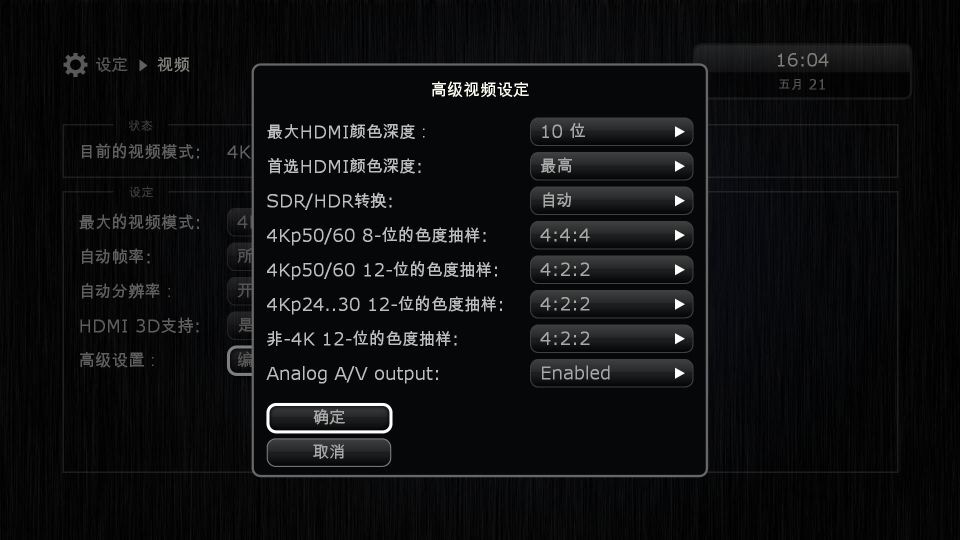 设定 ▶ 视频
16:04
五月 21
状态
目前的视频模式: 4K
设定
最大的视频模式: 4K
自动帧率: 所
自动分辨率: 开
HDMI 3D支持: 是
高级设置: 编
高级视频设定
最大HDMI颜色深度: 10 位
首选HDMI颜色深度: 最高
SDR/HDR转换: 自动
4Kp50/60 8-位的色度抽样: 4:4:4
4Kp50/60 12-位的色度抽样: 4:2:2
4Kp24..30 12-位的色度抽样: 4:2:2
非-4K 12-位的色度抽样: 4:2:2
Analog A/V output: Enabled
确定
取消